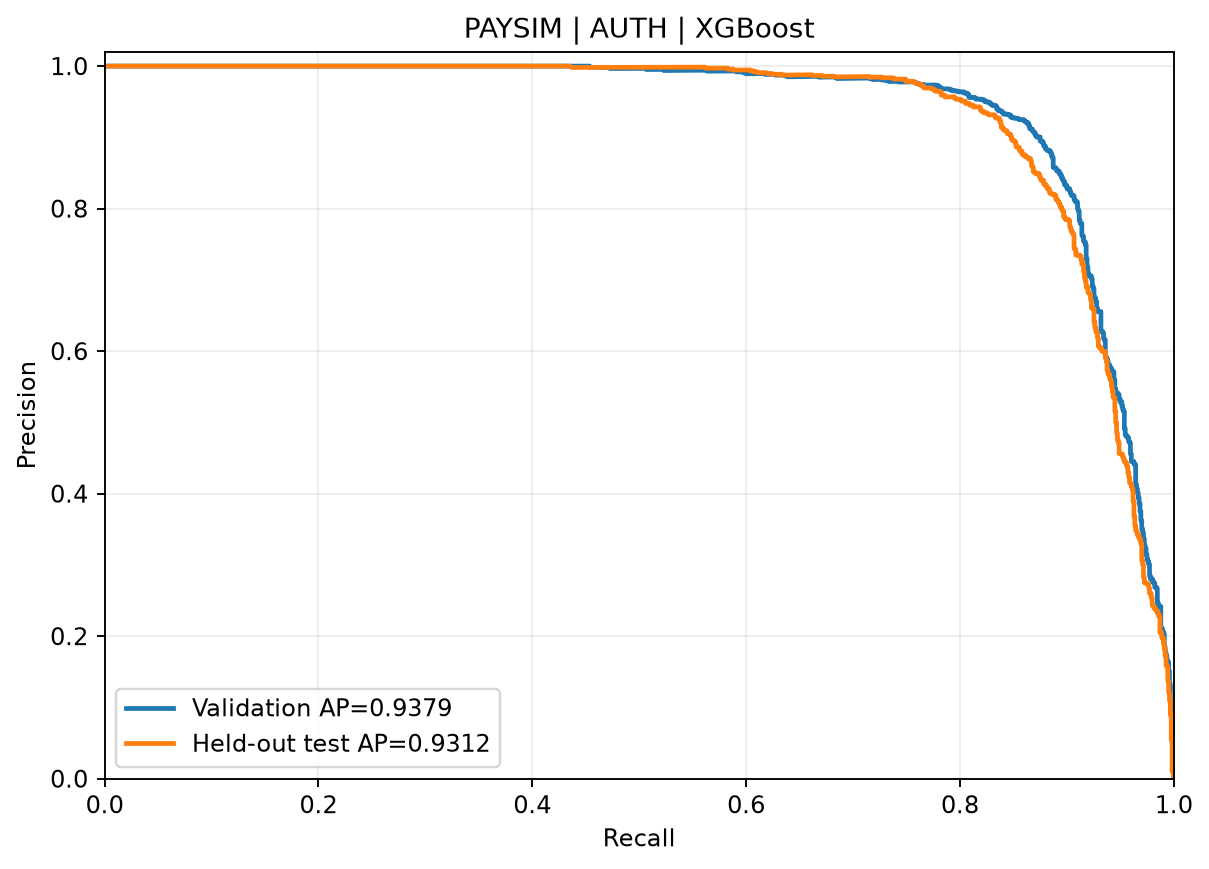 PAYSIM | AUTH | XGBoost
1.0
0.8
0.6
0.4
0.2
0.0
Precision
Validation AP=0.9379
Held-out test AP=0.9312
0.0 0.2 0.4 0.6 0.8 1.0
Recall